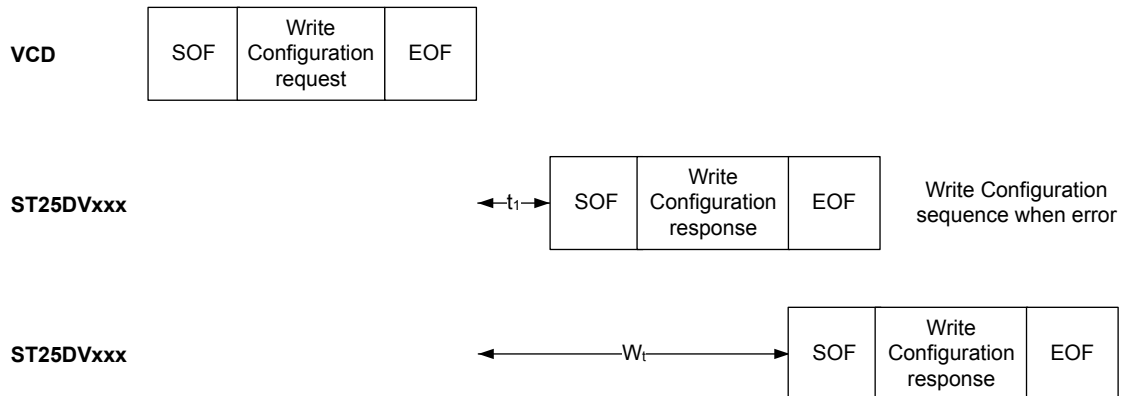 VCD
SOF
Write
Configuration
request
EOF
ST25DVxxx
t1
SOF
Write
Configuration
response
EOF
Write Configuration
sequence when error
ST25DVxxx
Wt
SOF
Write
Configuration
response
EOF